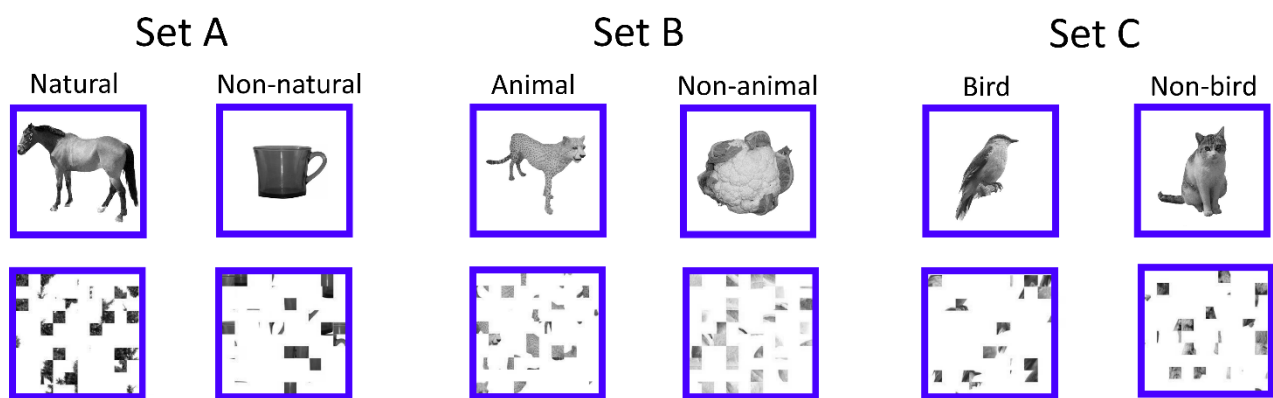 Set A
Set B
Set C
Natural
Non-natural
Animal
Non-animal
Bird
Non-bird